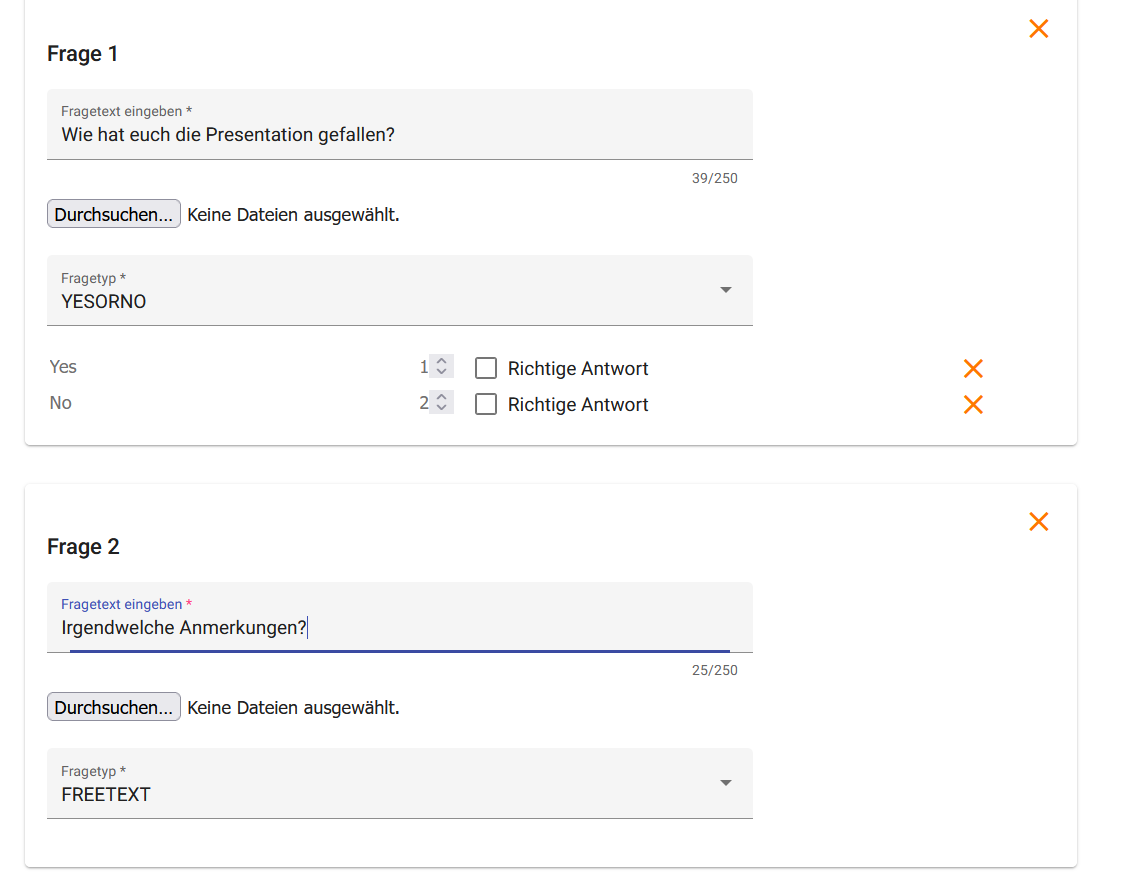 Frage 1
Fragetext eingeben *
Wie hat euch die Presentation gefallen?
39/250
Durchsuchen... Keine Dateien ausgewählt.
Fragetyp *
YESORNO
Yes 1 Richtige Antwort
No 2 Richtige Antwort
Frage 2
Fragetext eingeben *
Irgendwelche Anmerkungen?
25/250
Durchsuchen... Keine Dateien ausgewählt.
Fragetyp *
FREETEXT